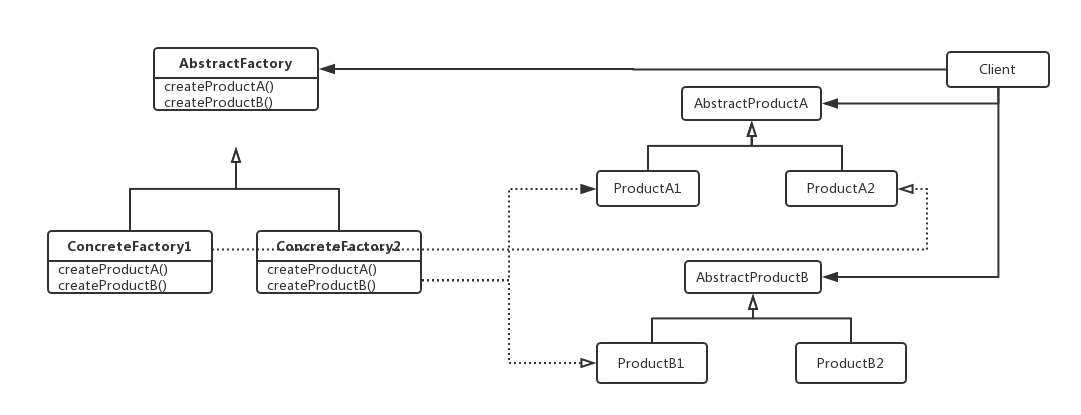 AbstractFactory
createProductA()
createProductB()
Client
AbstractProductA
ProductA1
ProductA2
ConcreteFactory1
createProductA()
createProductB()
ConcreteFactory2
createProductA()
createProductB()
AbstractProductB
ProductB1
ProductB2